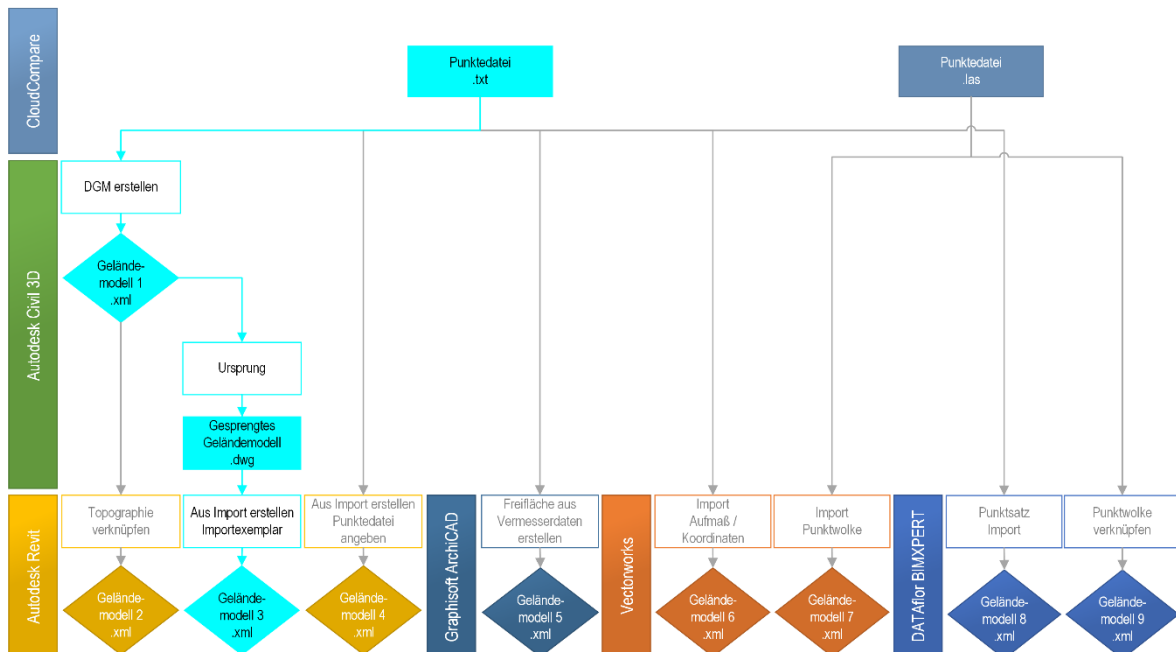 CloudCompare
Punktedatei
.txt
Punktedatei
.las
Autodesk Civil 3D
DGM erstellen
Gelände-
modell 1
.xml
Ursprung
Gesprengtes
Geländemodell
.dwg
Autodesk Revit
Topographie
verknüpfen
Aus Import erstellen
Importexemplar
Aus Import erstellen
Punktedatei
angeben
Gelände-
modell 2
.xml
Gelände-
modell 3
.xml
Gelände-
modell 4
.xml
Graphisoft ArchiCAD
Freifläche aus
Vermesserdaten
erstellen
Gelände-
modell 5
.xml
Vectorworks
Import
Aufmaß /
Koordinaten
Import
Punktwolke
Gelände-
modell 6
.xml
Gelände-
modell 7
.xml
DATAflor BIMXPERT
Punktsatz
Import
Punktwolke
verknüpfen
Gelände-
modell 8
.xml
Gelände-
modell 9
.xml